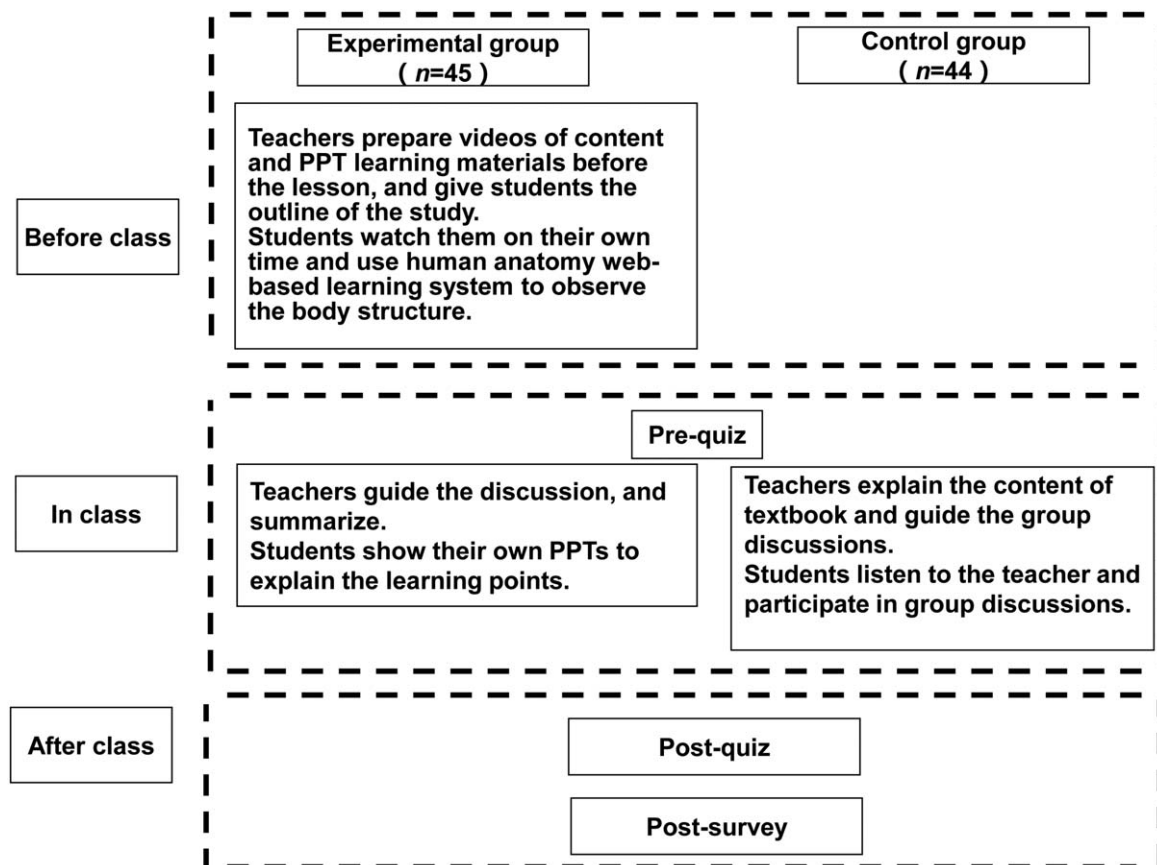 Experimental group
( n=45 )
Control group
( n=44 )
Before class
Teachers prepare videos of content
and PPT learning materials before
the lesson, and give students the
outline of the study.
Students watch them on their own
time and use human anatomy web-
based learning system to observe
the body structure.
In class
Pre-quiz
Teachers guide the discussion, and
summarize.
Students show their own PPTs to
explain the learning points.
Teachers explain the content of
textbook and guide the group
discussions.
Students listen to the teacher and
participate in group discussions.
After class
Post-quiz
Post-survey